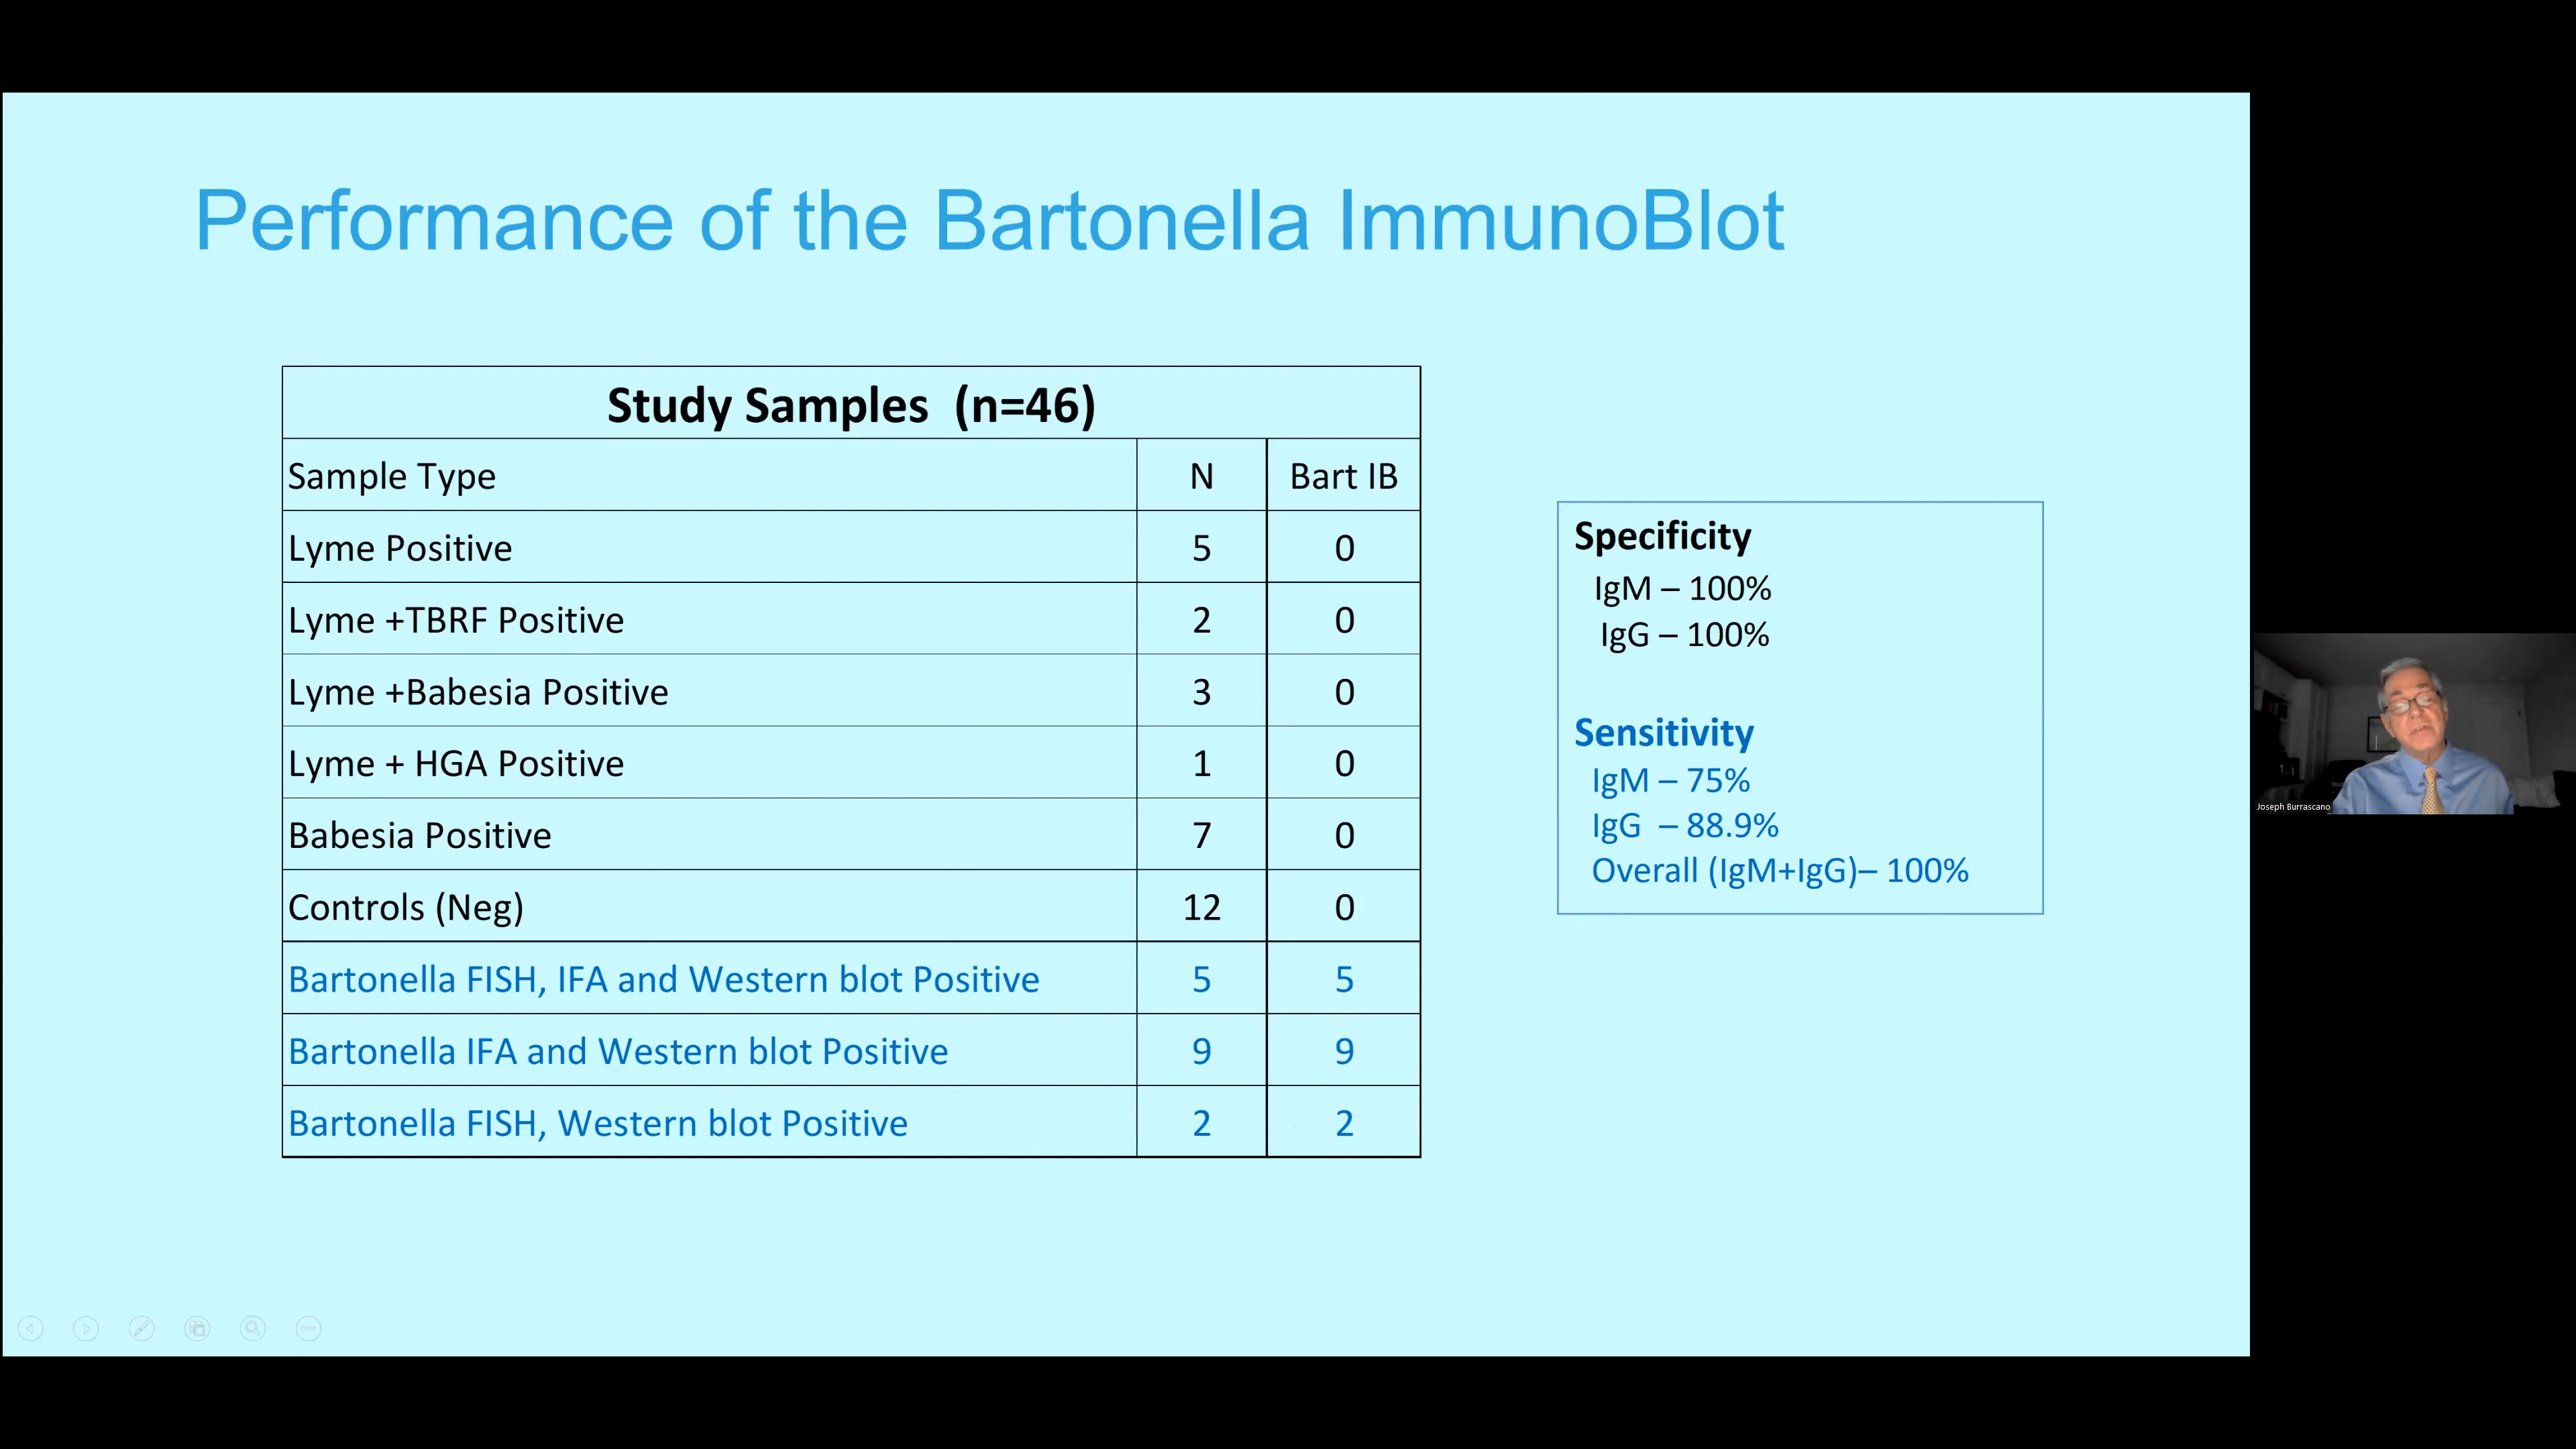 Performance of the Bartonella ImmunoBlot
Study Samples (n=46)
Sample Type N Bart IB
Lyme Positive 5 0
Lyme +TBRF Positive 2 0
Lyme +Babesia Positive 3 0
Lyme + HGA Positive 1 0
Babesia Positive 7 0
Controls (Neg) 12 0
Bartonella FISH, IFA and Western blot Positive 5 5
Bartonella IFA and Western blot Positive 9 9
Bartonella FISH, Western blot Positive 2 2
Specificity
IgM – 100%
IgG – 100%
Sensitivity
IgM – 75%
IgG – 88.9%
Overall (IgM+IgG)– 100%
Joseph Burrascano